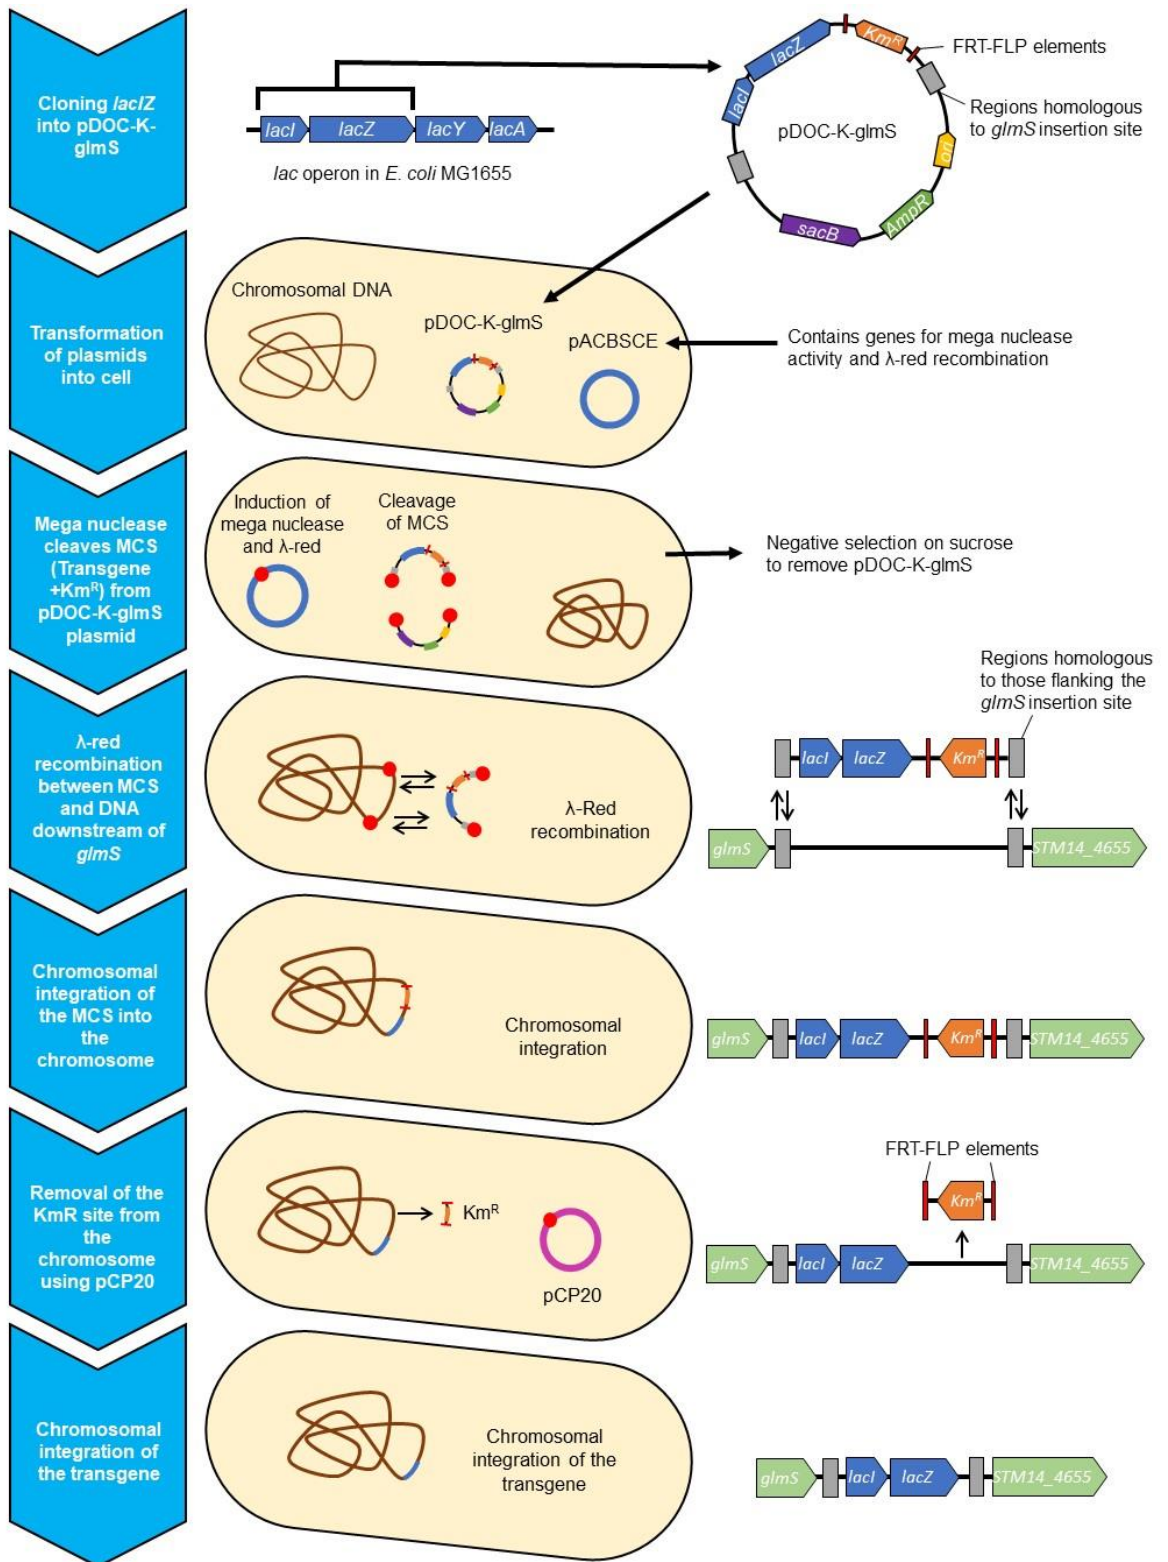 Cloning lacIZ
into pDOC-K-
glmS
lacI
lacZ
lacY
lacA
lac operon in E. coli MG1655
lacI
lacZ
KmR
FRT-FLP elements
Regions homologous
to glmS insertion site
pDOC-K-glmS
ori
AmpR
sacB
Transformation
of plasmids
into cell
Chromosomal DNA
pDOC-K-glmS
pACBSCE
Contains genes for mega nuclease
activity and λ-red recombination
Mega nuclease
cleaves MCS
(Transgene
+KmR) from
pDOC-K-glmS
plasmid
Induction of
mega nuclease
and λ-red
Cleavage
of MCS
Negative selection on sucrose
to remove pDOC-K-glmS
λ-red
recombination
between MCS
and DNA
downstream of
glmS
λ-Red
recombination
Regions homologous
to those flanking the
glmS insertion site
lacI
lacZ
KmR
glmS
STM14_4655
Chromosomal
integration of
the MCS into
the
chromosome
Chromosomal
integration
glmS
lacI
lacZ
KmR
STM14_4655
Removal of the
KmR site from
the
chromosome
using pCP20
KmR
pCP20
FRT-FLP elements
KmR
glmS
lacI
lacZ
STM14_4655
Chromosomal
integration of
the transgene
Chromosomal
integration of the
transgene
glmS
lacI
lacZ
STM14_4655